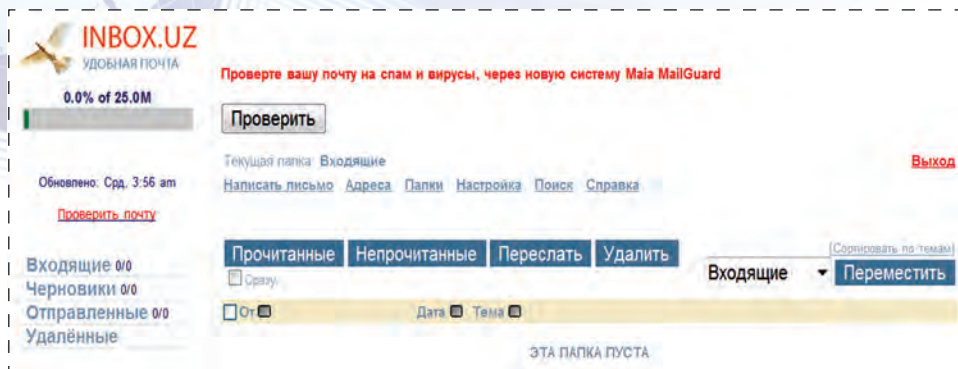 INBOX.UZ
УДОБНАЯ ПОЧТА
0.0% of 25.0M
Обновлено: Срд, 3:56 am
Проверить почту
Входящие 0/0
Черновики 0/0
Отправленные 0/0
Удалённые
Проверте вашу почту на спам и вирусы, через новую систему Maia MailGuard
Проверить
Текущая папка: Входящие
Выход
Написать письмо Адреса Папки Настройка Поиск Справка
[Сортировать по темам]
Прочитанные Непрочитанные Переслать Удалить
Входящие Переместить
Сразу
От Дата Тема
ЭТА ПАПКА ПУСТА